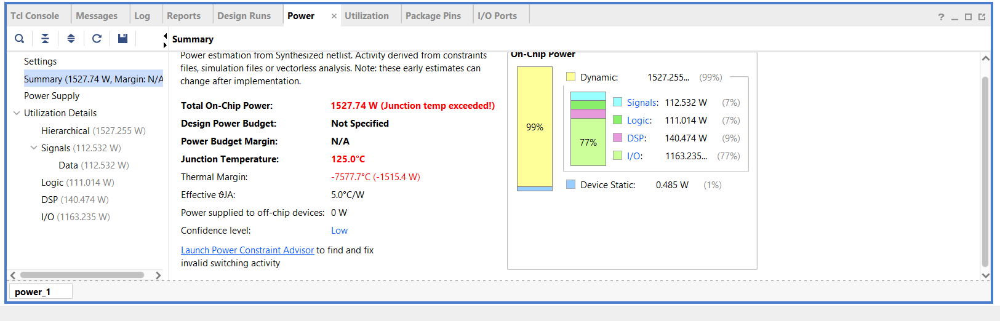 Tcl Console Messages Log Reports Design Runs Power × Utilization Package Pins I/O Ports ?
Summary
Settings
Summary (1527.74 W, Margin: N/A
Power Supply
Utilization Details
Hierarchical (1527.255 W)
Signals (112.532 W)
Data (112.532 W)
Logic (111.014 W)
DSP (140.474 W)
I/O (1163.235 W)
Power estimation from Synthesized netlist. Activity derived from constraints
files, simulation files or vectorless analysis. Note: these early estimates can
change after implementation.
Total On-Chip Power: 1527.74 W (Junction temp exceeded!)
Design Power Budget: Not Specified
Power Budget Margin: N/A
Junction Temperature: 125.0°C
Thermal Margin: -7577.7°C (-1515.4 W)
Effective ϑJA: 5.0°C/W
Power supplied to off-chip devices: 0 W
Confidence level: Low
Launch Power Constraint Advisor to find and fix
invalid switching activity
On-Chip Power
Dynamic: 1527.255... (99%)
Signals: 112.532 W (7%)
Logic: 111.014 W (7%)
DSP: 140.474 W (9%)
I/O: 1163.235... (77%)
99%
77%
Device Static: 0.485 W (1%)
power_1